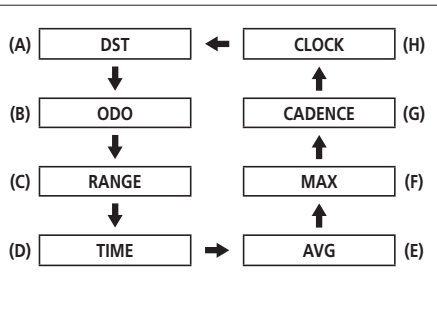 (A) DST CLOCK (H)
(B) ODO CADENCE (G)
(C) RANGE MAX (F)
(D) TIME AVG (E)